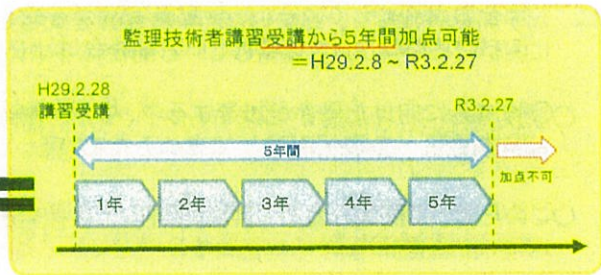 監理技術者講習受講から5年間加点可能
＝H29.2.8 ~ R3.2.27
H29.2.28
講習受講
R3.2.27
5年間
加点不可
1年
2年
3年
4年
5年